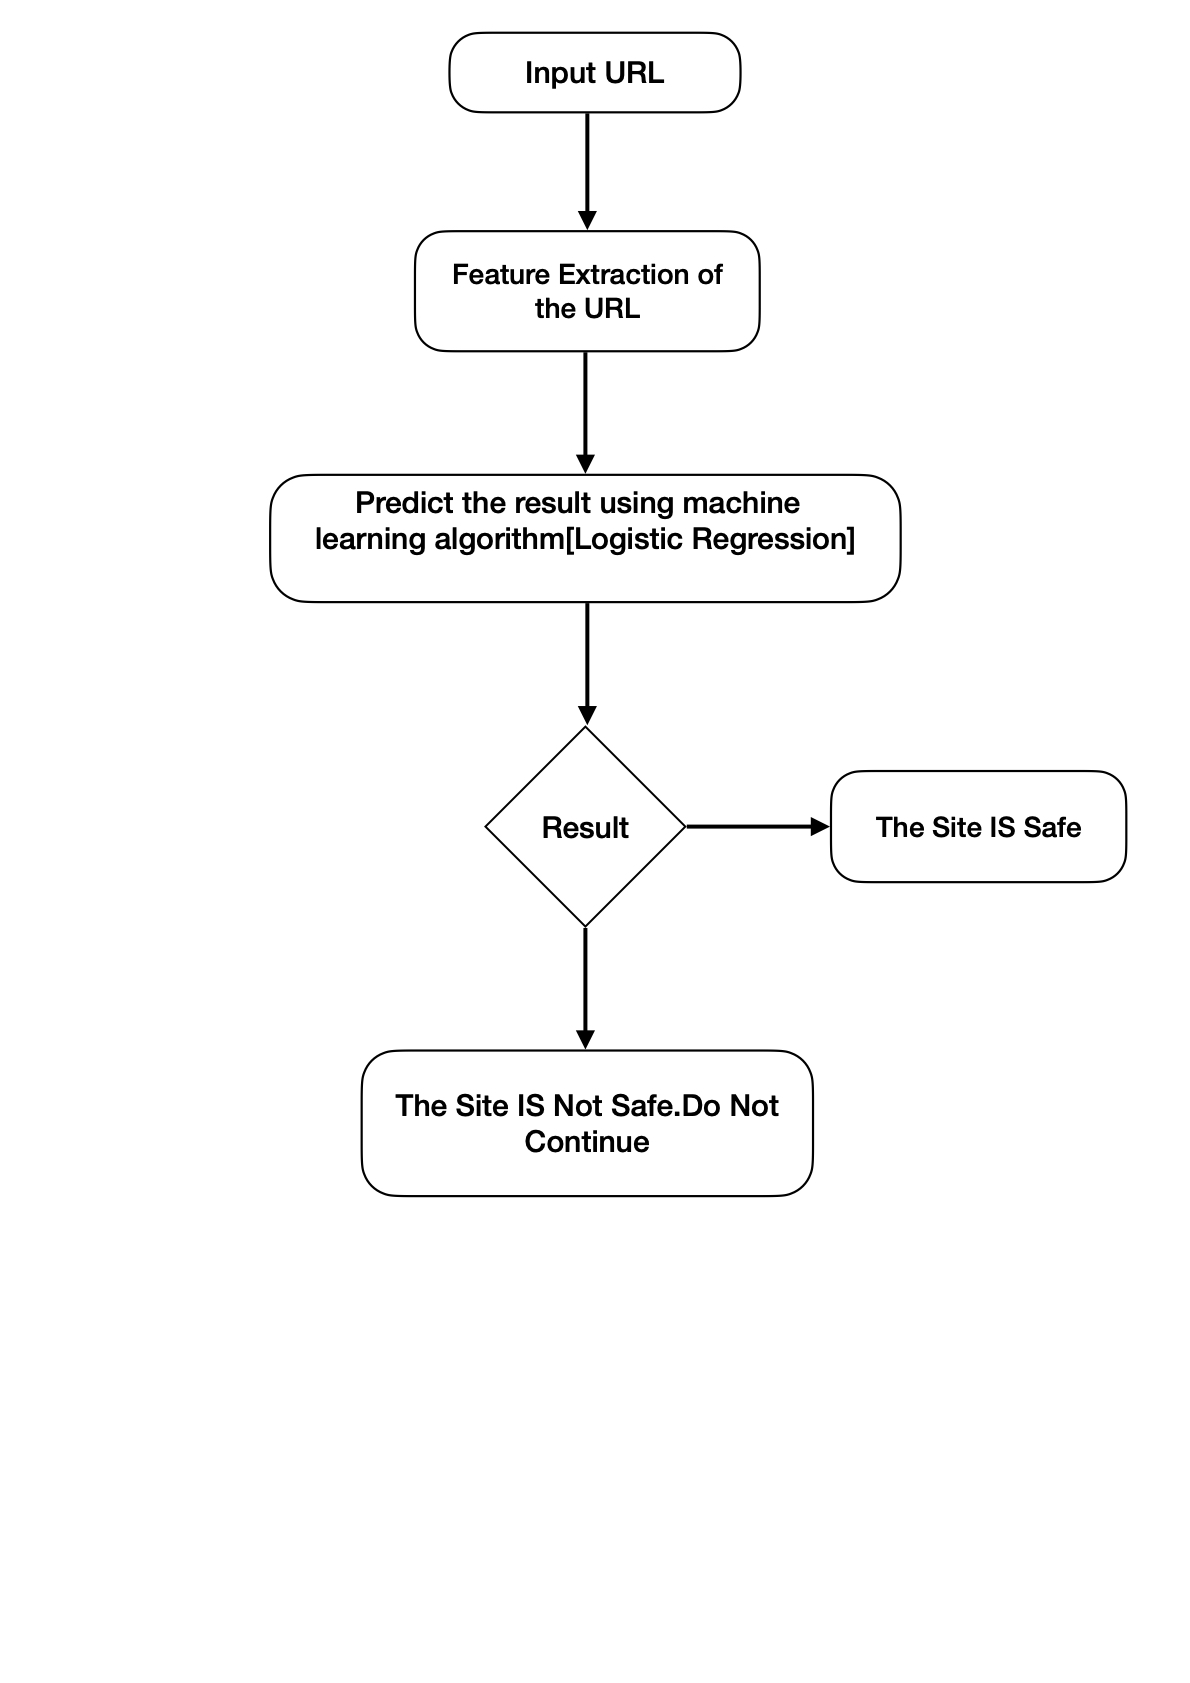 Input URL
Feature Extraction of
the URL
Predict the result using machine
learning algorithm[Logistic Regression]
Result
The Site IS Safe
The Site IS Not Safe.Do Not
Continue